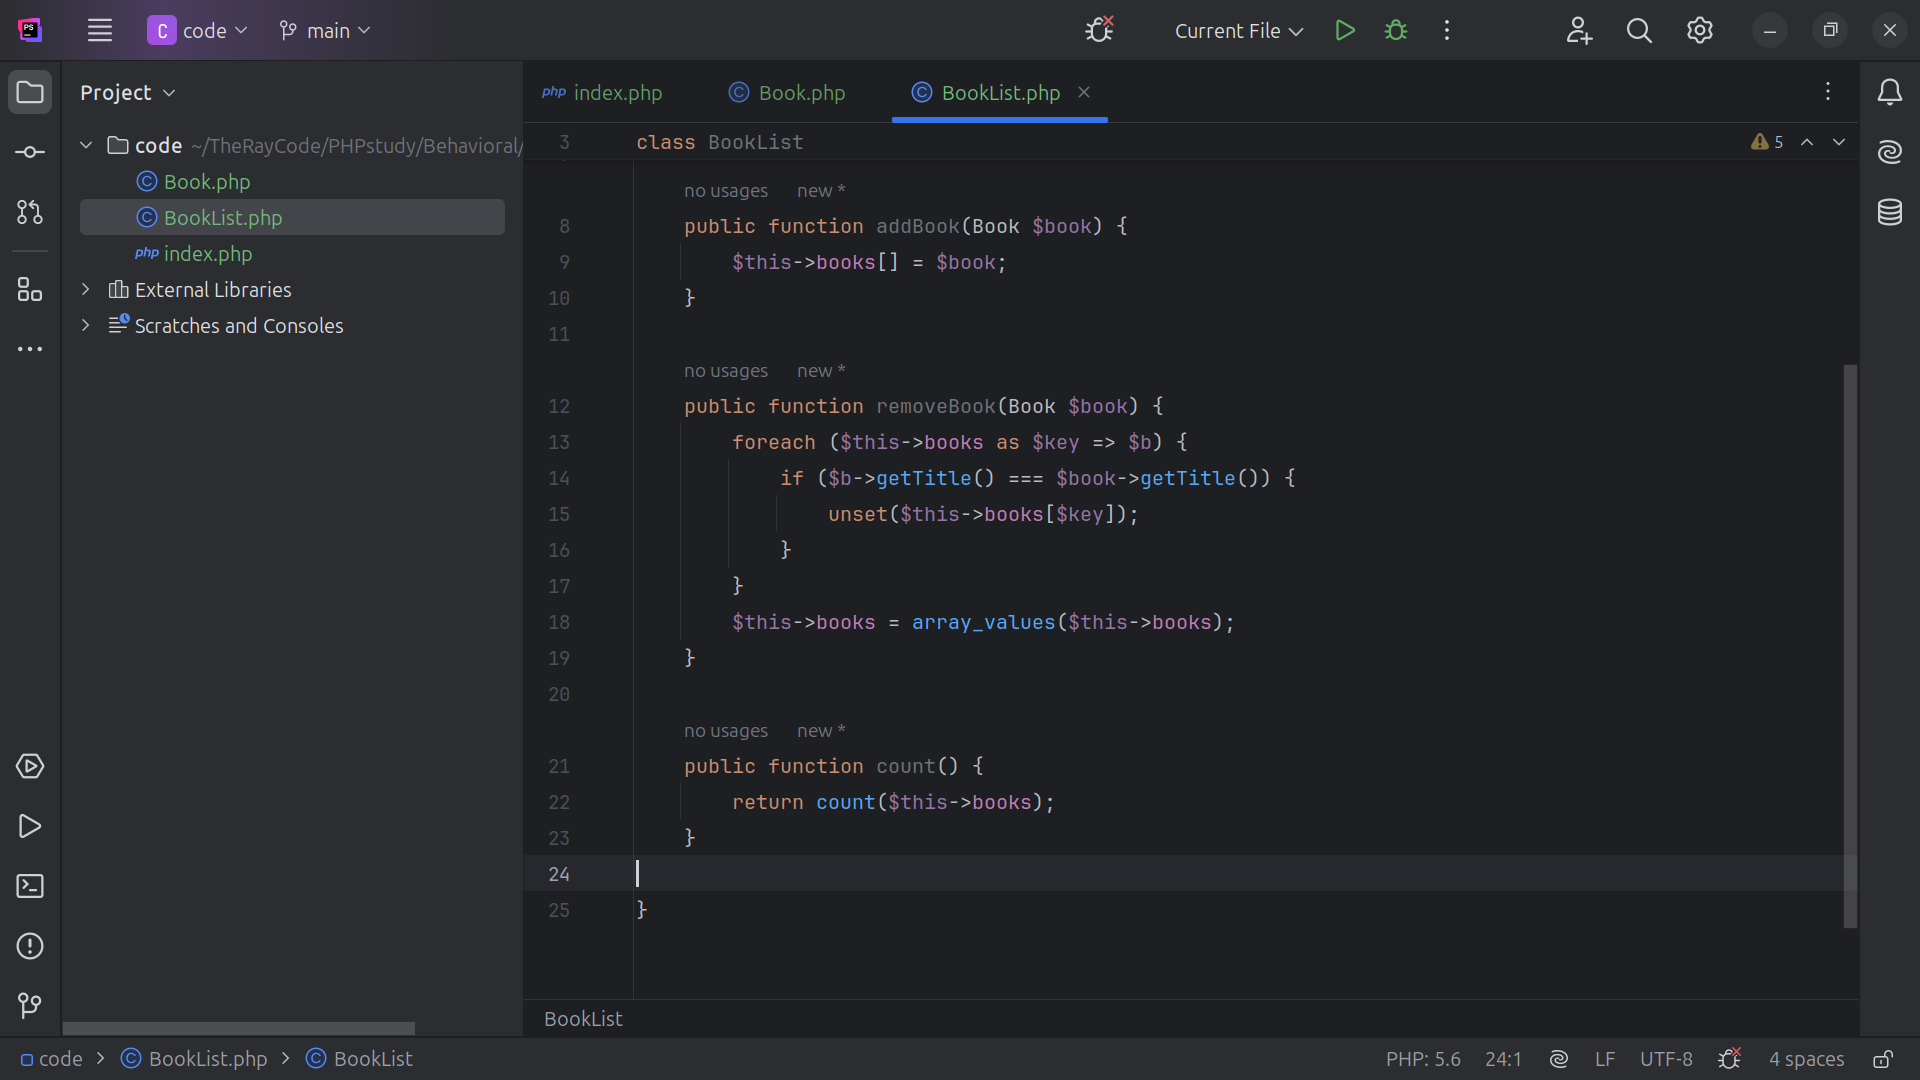 PS
C code main Current File
Project
code ~/TheRayCode/PHPstudy/Behavioral/
C Book.php
C BookList.php
php index.php
External Libraries
Scratches and Consoles
php index.php C Book.php C BookList.php
3 class BookList 5
no usages new *
8 public function addBook(Book $book) {
9 $this->books[] = $book;
10 }
11
no usages new *
12 public function removeBook(Book $book) {
13 foreach ($this->books as $key => $b) {
14 if ($b->getTitle() === $book->getTitle()) {
15 unset($this->books[$key]);
16 }
17 }
18 $this->books = array_values($this->books);
19 }
20
no usages new *
21 public function count() {
22 return count($this->books);
23 }
24
25 }
BookList
code > C BookList.php > C BookList PHP: 5.6 24:1 LF UTF-8 4 spaces